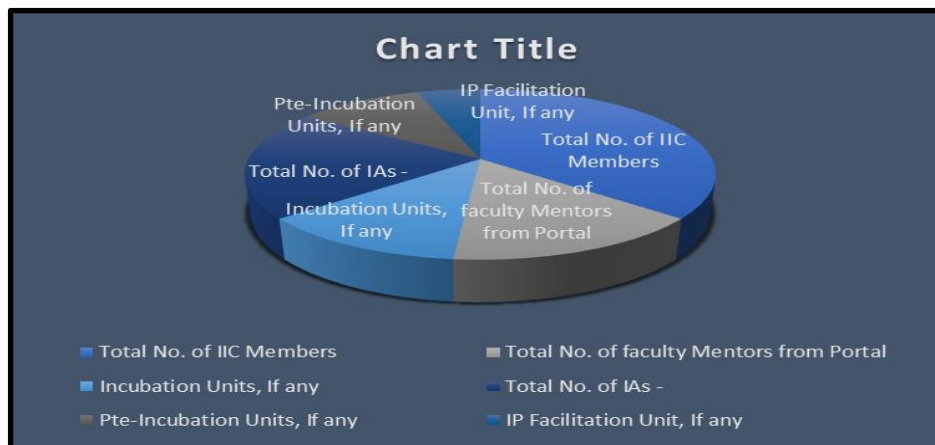 Chart Title
IP Facilitation
Unit, If any
Pte-Incubation
Units, If any
Total No. of IIC
Members
Total No. of IAs -
Total No. of
faculty Mentors
from Portal
Incubation Units,
If any
Total No. of IIC Members
Total No. of faculty Mentors from Portal
Incubation Units, If any
Total No. of IAs -
Pte-Incubation Units, If any
IP Facilitation Unit, If any